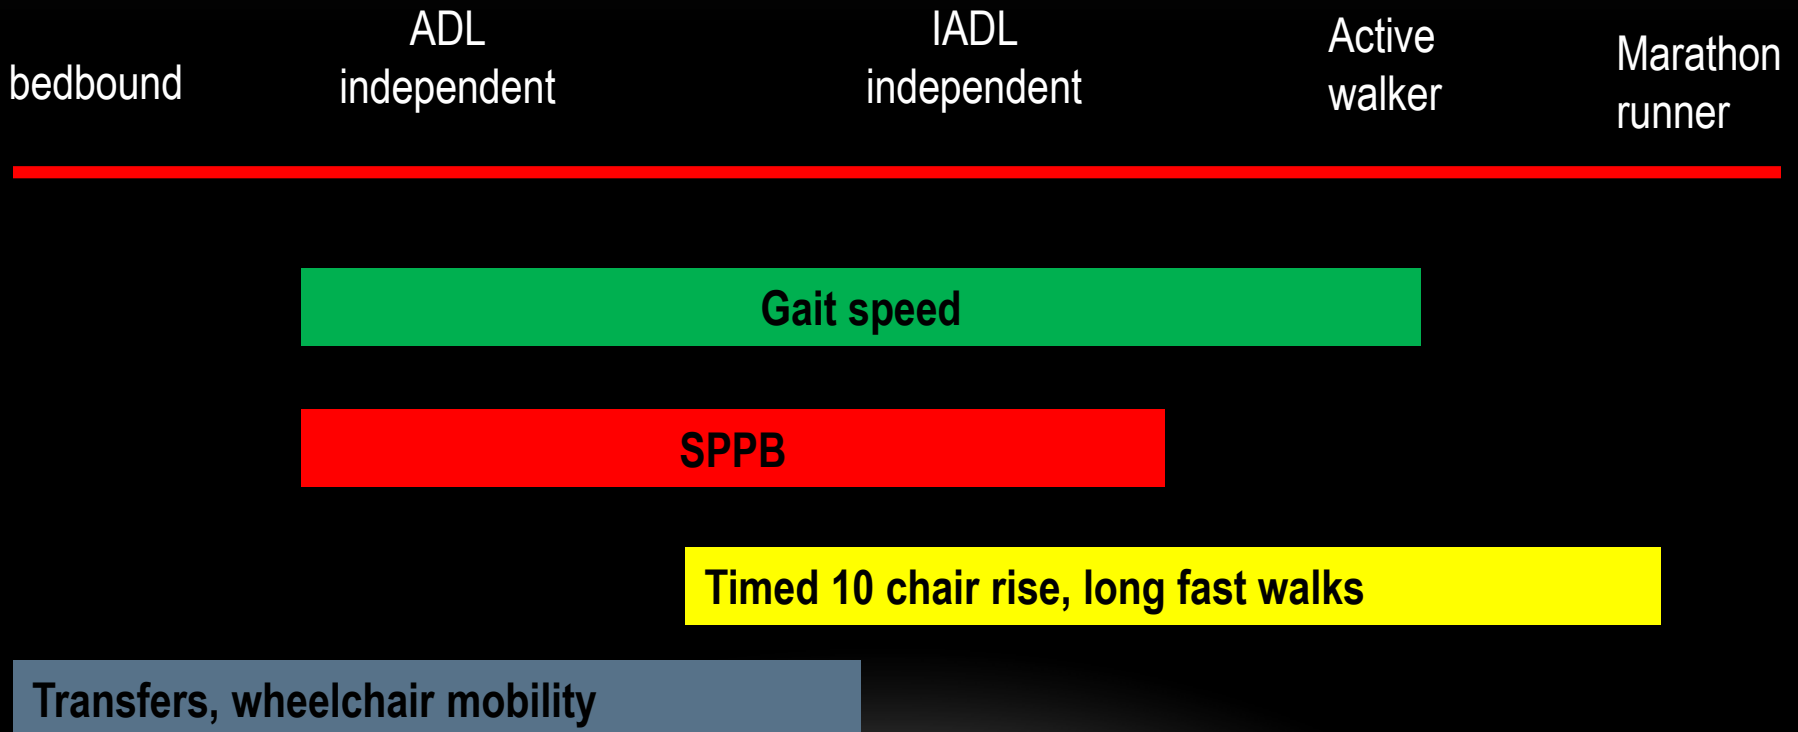 bedbound
ADL
independent
IADL
independent
Active
walker
Marathon
runner
Gait speed
SPPB
Timed 10 chair rise, long fast walks
Transfers, wheelchair mobility